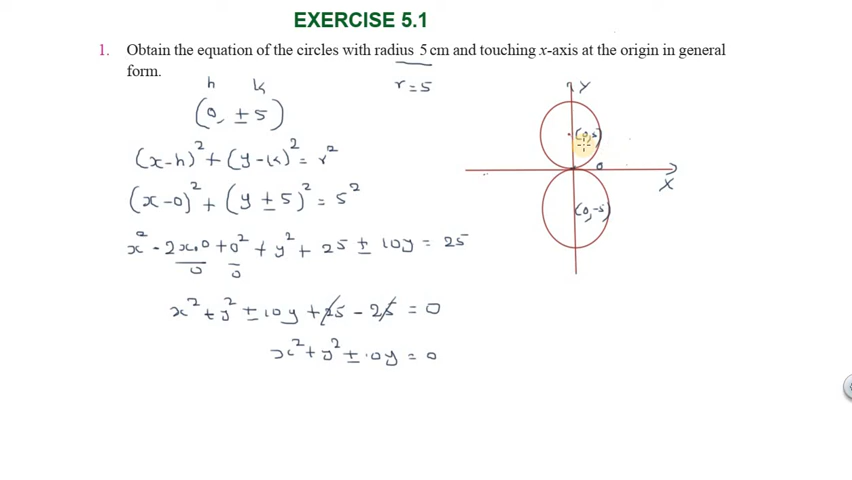 EXERCISE 5.1
1. Obtain the equation of the circles with radius 5 cm and touching x-axis at the origin in general
form.
h k
r = 5
(0, ± 5)
(x-h)² + (y-k)² = r²
(x-0)² + (y ± 5)² = 5²
x² - 2x.0 + 0² + y² + 25 ± 10y = 25
0 0
x² + y² ± 10y + 25 - 25 = 0
x² + y² ± 10y = 0
Y
(0,5)
0
X
(0,-5)